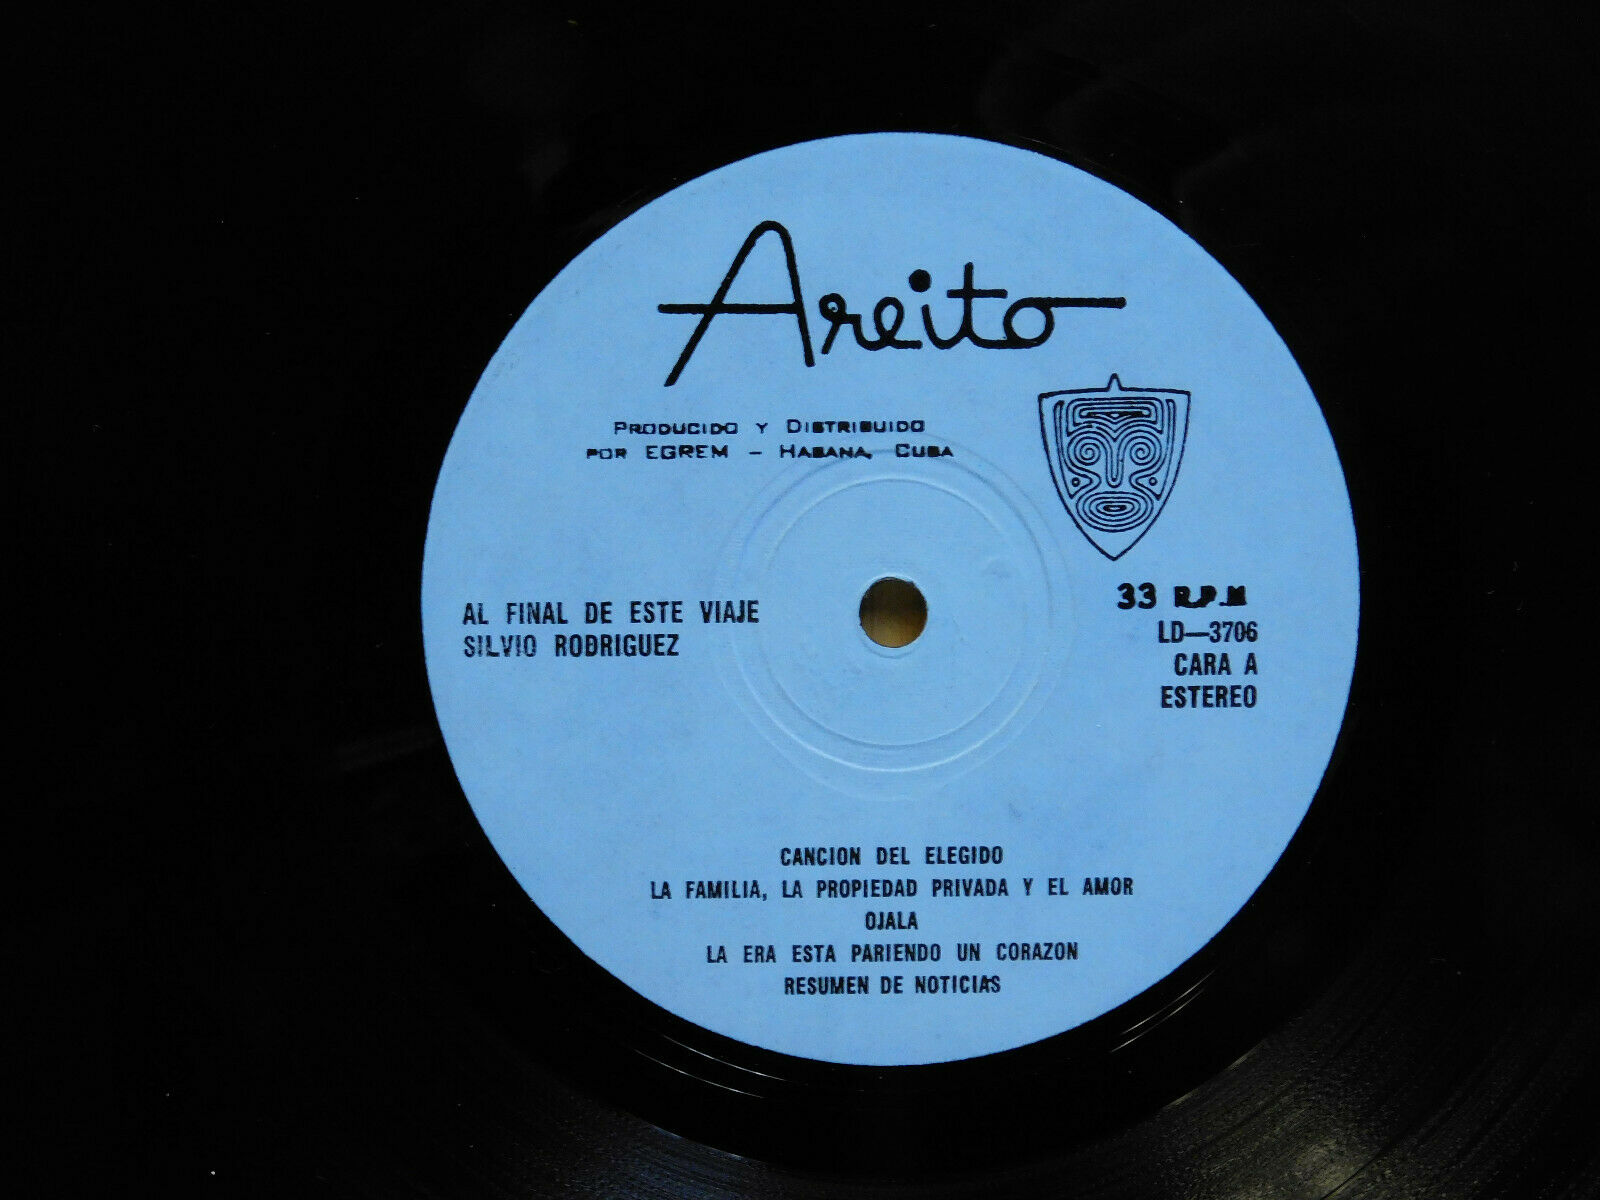 Areito
PRODUCIDO Y DISTRIBUIDO
POR EGREM - HABANA, CUBA
33 R.P.M
LD—3706
CARA A
ESTEREO
AL FINAL DE ESTE VIAJE
SILVIO RODRIGUEZ
CANCION DEL ELEGIDO
LA FAMILIA, LA PROPIEDAD PRIVADA Y EL AMOR
OJALA
LA ERA ESTA PARIENDO UN CORAZON
RESUMEN DE NOTICIAS